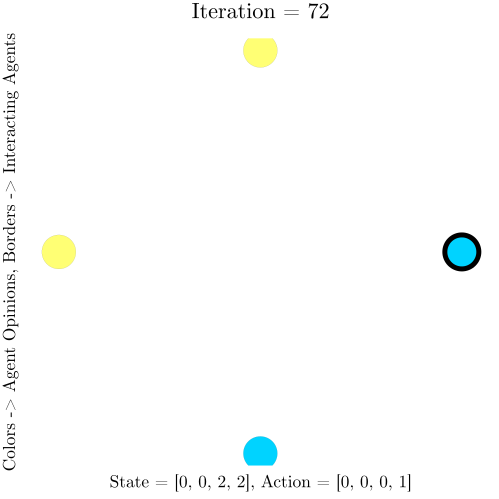 Iteration = 72
Colors -> Agent Opinions, Borders -> Interacting Agents
State = [0, 0, 2, 2], Action = [0, 0, 0, 1]